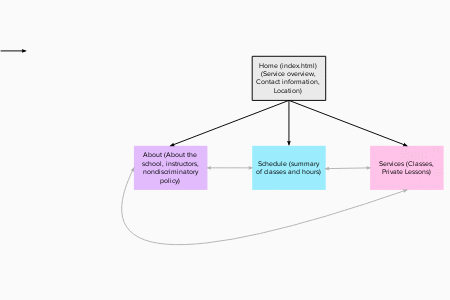 Home (index.html)
(Service overview,
Contact information,
Location)
About (About the
school, instructors,
nondiscriminatory
policy)
Schedule (summary
of classes and hours)
Services (Classes,
Private Lessons)